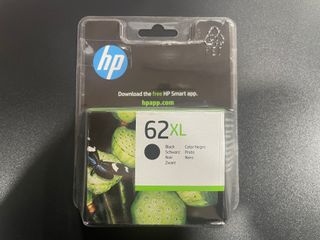 hp
Download the free HP Smart app.
hpapp.com
62XL
Black Color Negro
Schwarz Preto
Noir Nero
Zwart